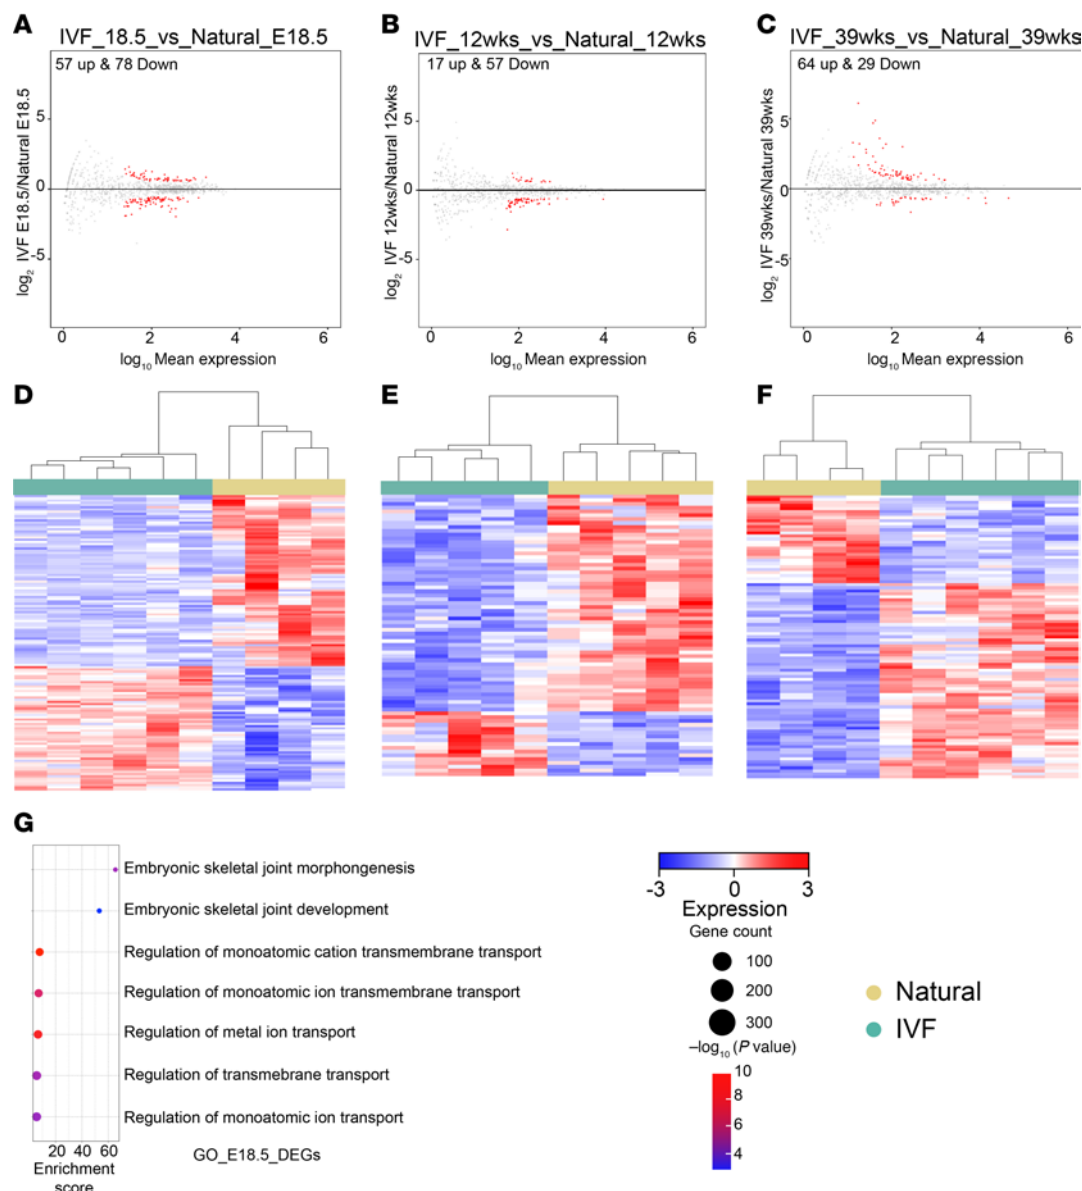 A
IVF_18.5_vs_Natural_E18.5
57 up & 78 Down
log2 IVF E18.5/Natural E18.5
5
0
-5
0 2 4 6
log10 Mean expression
B
IVF_12wks_vs_Natural_12wks
17 up & 57 Down
log2 IVF 12wks/Natural 12wks
5
0
-5
0 2 4 6
log10 Mean expression
C
IVF_39wks_vs_Natural_39wks
64 up & 29 Down
log2 IVF 39wks/Natural 39wks
5
0
-5
0 2 4 6
log10 Mean expression
D
E
F
G
Embryonic skeletal joint morphongenesis
Embryonic skeletal joint development
Regulation of monoatomic cation transmembrane transport
Regulation of monoatomic ion transmembrane transport
Regulation of metal ion transport
Regulation of transmebrane transport
Regulation of monoatomic ion transport
20 40 60
Enrichment
score
GO_E18.5_DEGs
-3 0 3
Expression
Gene count
100
200
300
–log10 (P value)
10
8
6
4
Natural
IVF